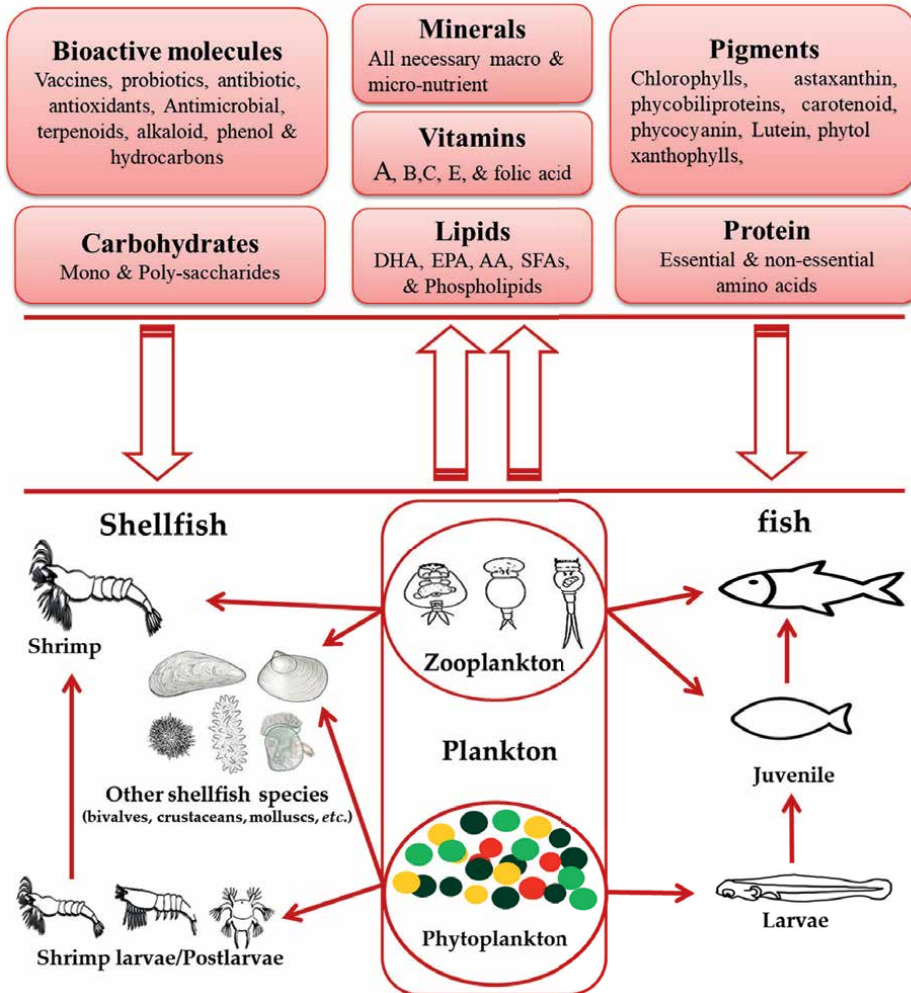 Bioactive molecules
Vaccines, probiotics, antibiotic,
antioxidants, Antimicrobial,
terpenoids, alkaloid, phenol &
hydrocarbons
Minerals
All necessary macro &
micro-nutrient
Vitamins
A, B,C, E, & folic acid
Pigments
Chlorophylls, astaxanthin,
phycobiliproteins, carotenoid,
phycocyanin, Lutein, phytol
xanthophylls,
Carbohydrates
Mono & Poly-saccharides
Lipids
DHA, EPA, AA, SFAs,
& Phospholipids
Protein
Essential & non-essential
amino acids
Shellfish
fish
Shrimp
Zooplankton
Other shellfish species
(bivalves, crustaceans, molluscs, etc.)
Plankton
Juvenile
Shrimp larvae/Postlarvae
Phytoplankton
Larvae